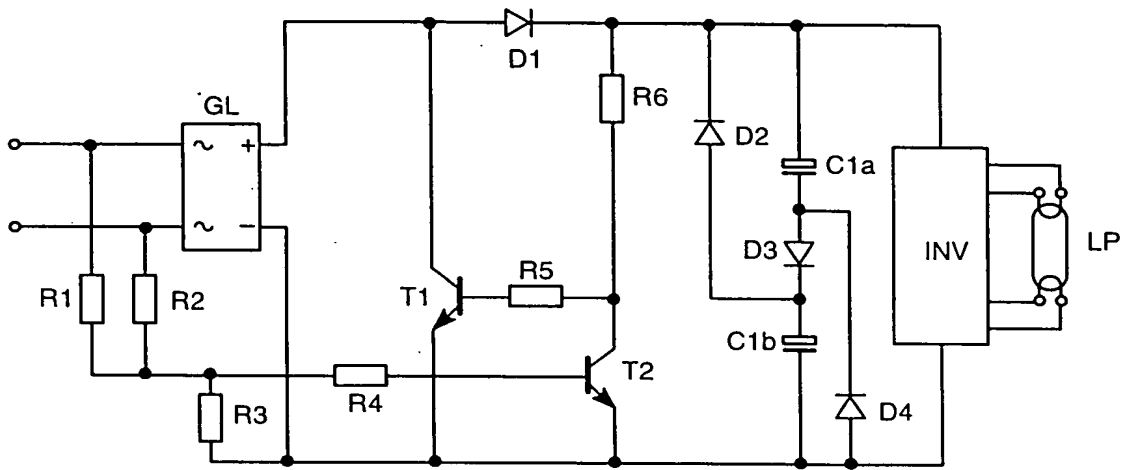 D1
GL
R6
~ +
D2
C1a
~ −
D3
INV
LP
R1
R2
T1
R5
C1b
T2
R4
R3
D4